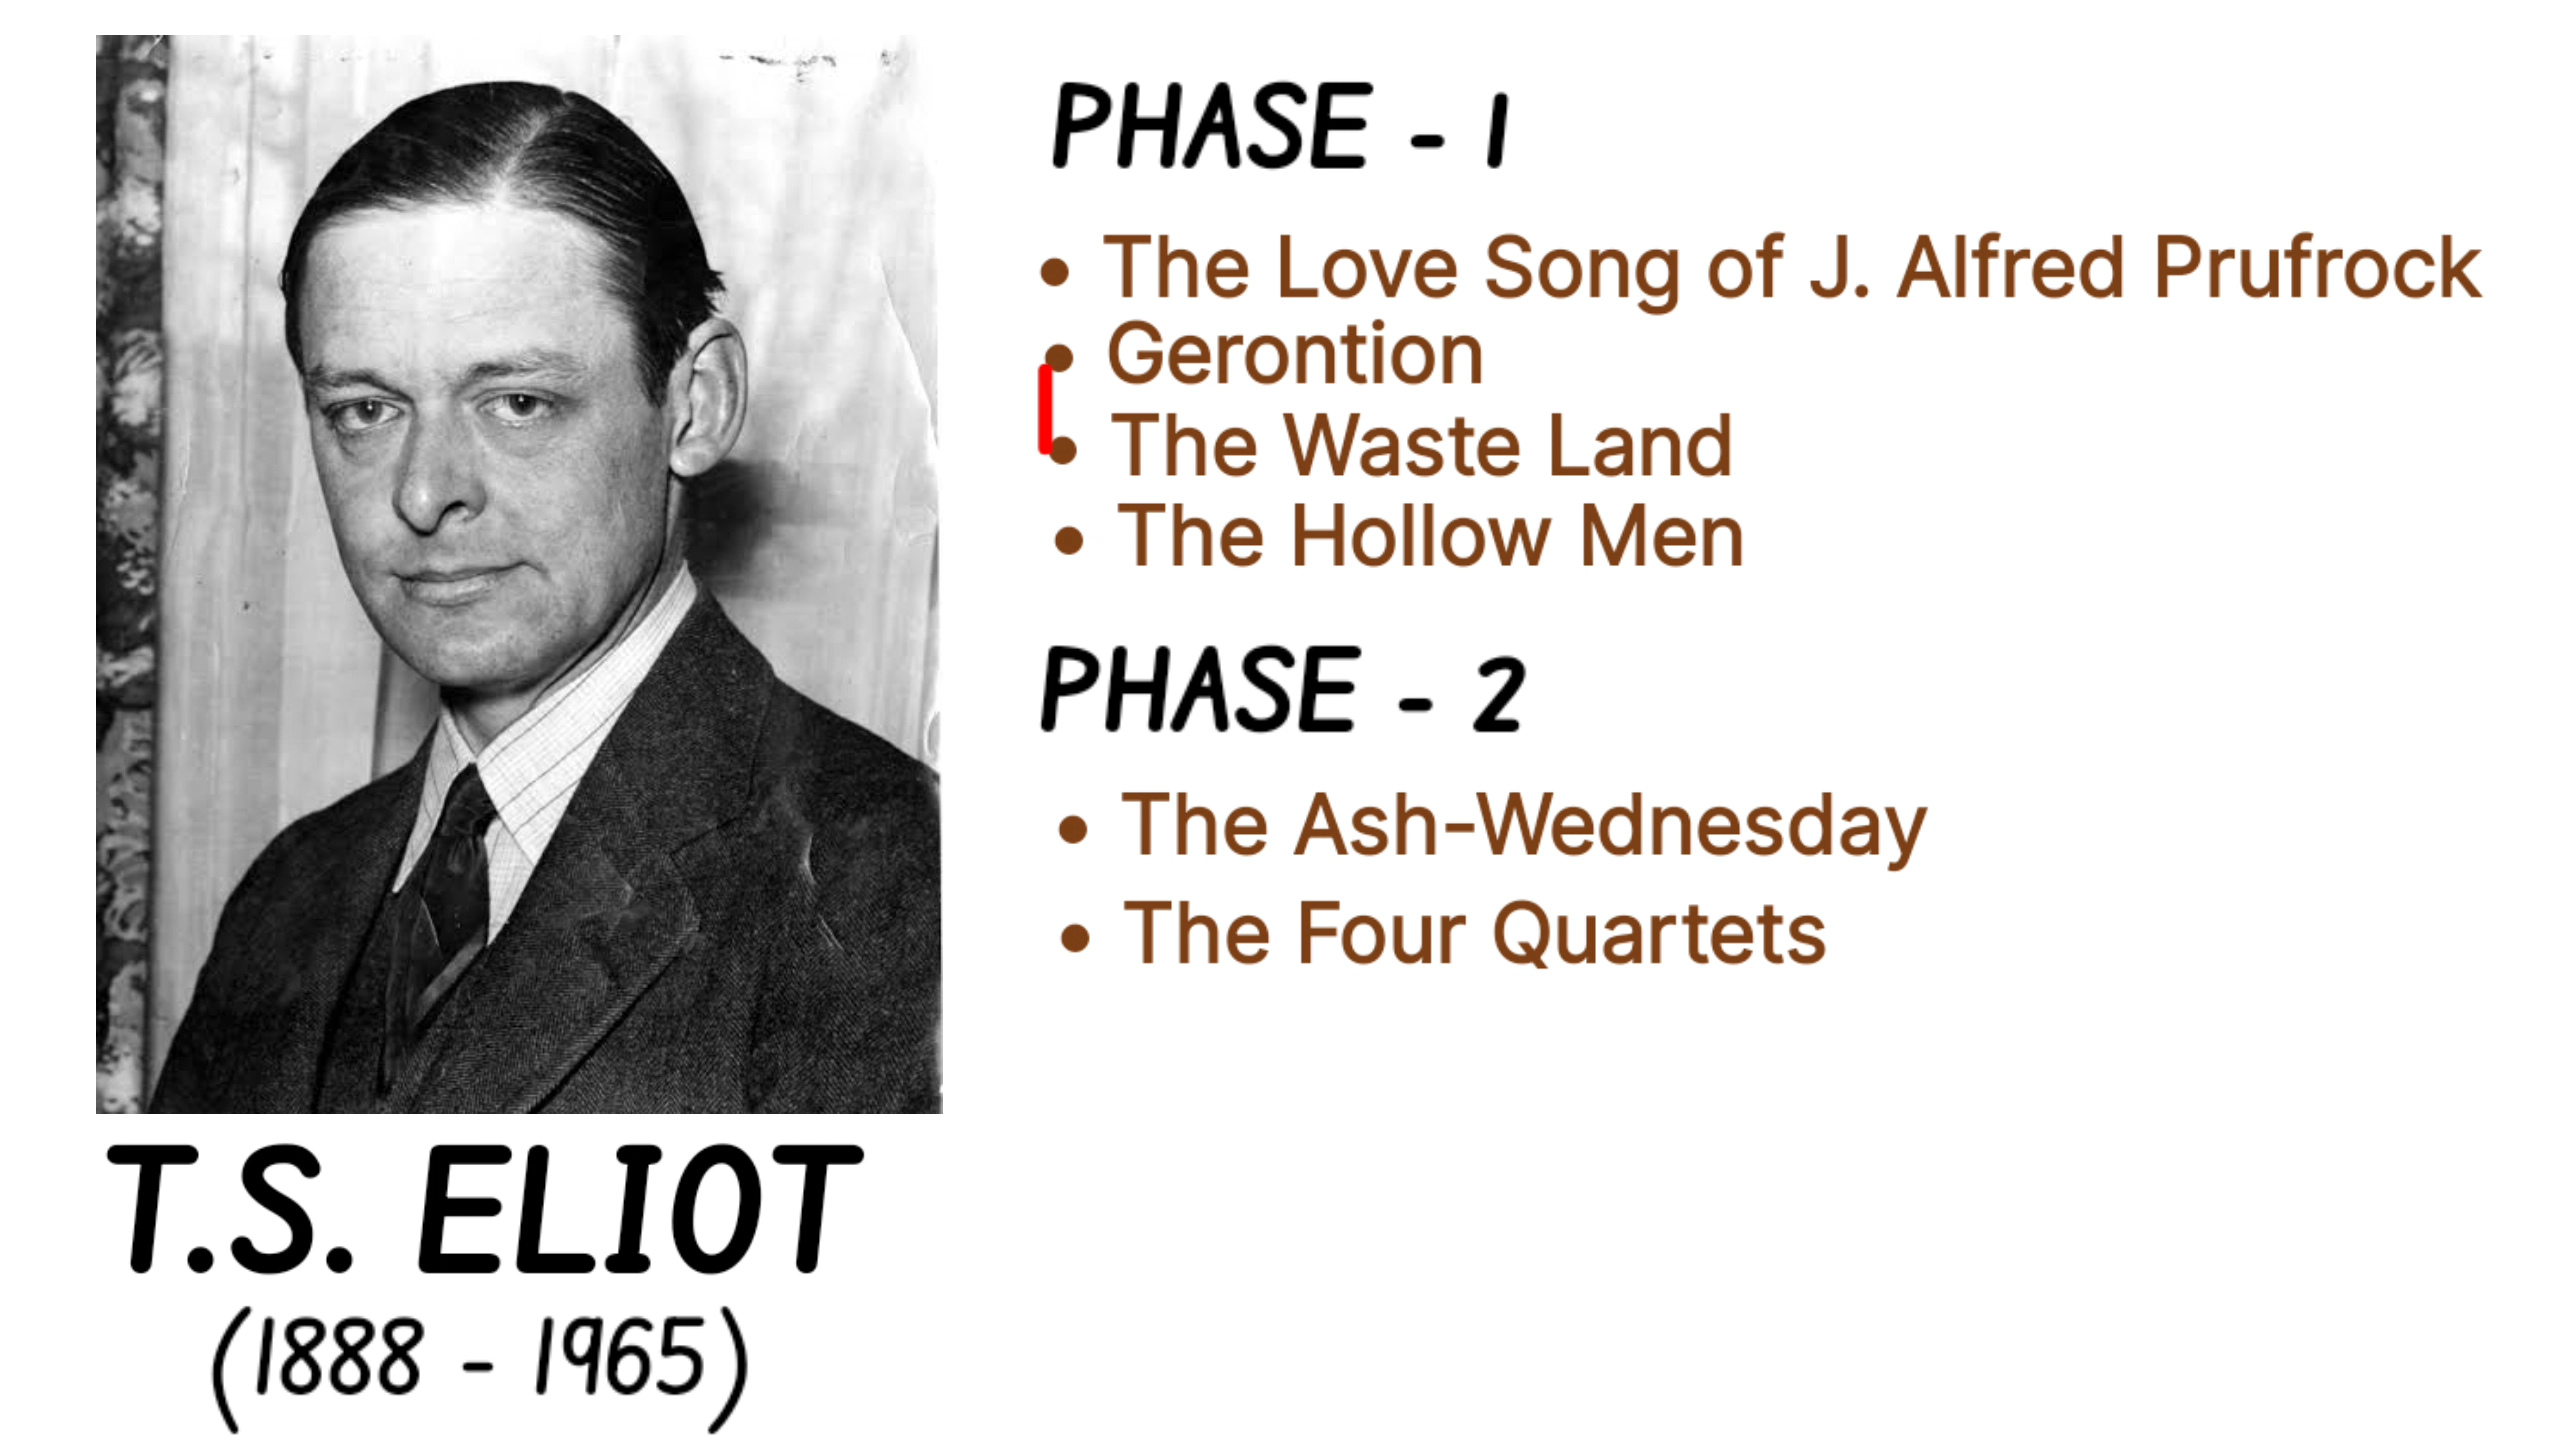 PHASE - 1
• The Love Song of J. Alfred Prufrock
• Gerontion
• The Waste Land
• The Hollow Men
PHASE - 2
• The Ash-Wednesday
• The Four Quartets
T.S. ELIOT
(1888 - 1965)